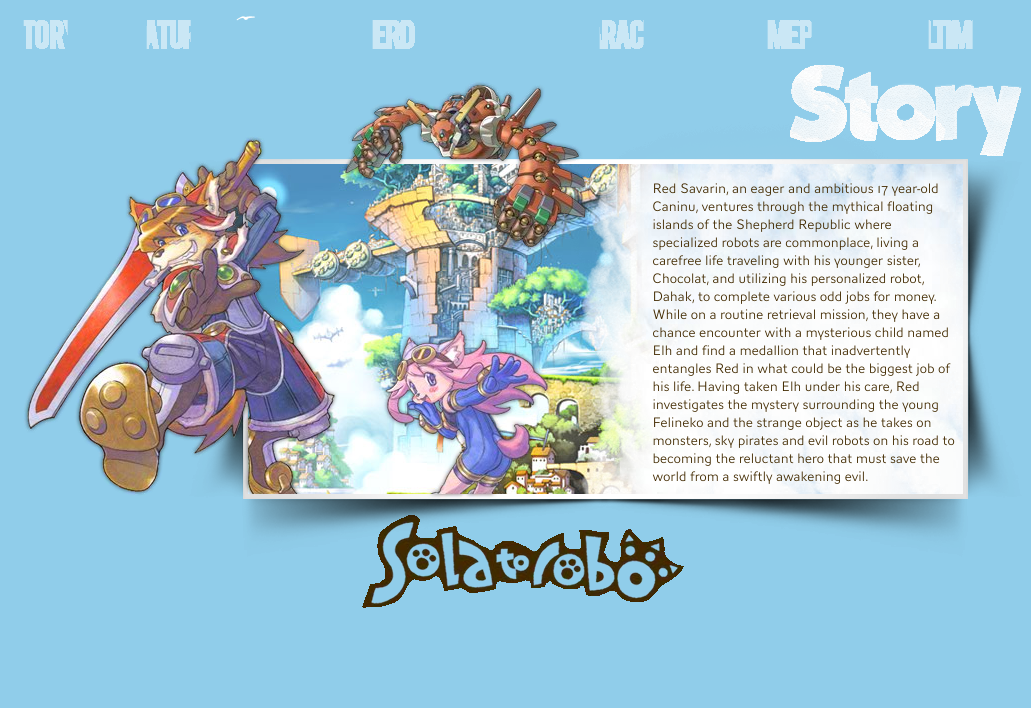 TOR
ATUR
ERO
ARAC
MEP
LTIM
Story
Red Savarin, an eager and ambitious 17 year-old
Caninu, ventures through the mythical floating
islands of the Shepherd Republic where
specialized robots are commonplace, living a
carefree life traveling with his younger sister,
Chocolat, and utilizing his personalized robot,
Dahak, to complete various odd jobs for money.
While on a routine retrieval mission, they have a
chance encounter with a mysterious child named
Elh and find a medallion that inadvertently
entangles Red in what could be the biggest job of
his life. Having taken Elh under his care, Red
investigates the mystery surrounding the young
Felineko and the strange object as he takes on
monsters, sky pirates and evil robots on his road to
becoming the reluctant hero that must save the
world from a swiftly awakening evil.
Solatorobo